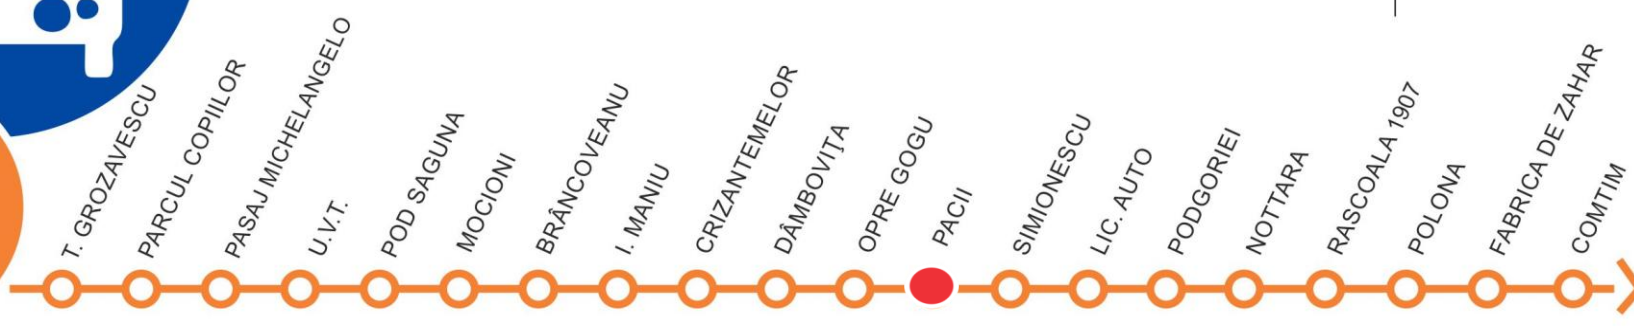 T. GROZAVESCU
PARCUL COPIILOR
PASAJ MICHELANGELO
U.V.T.
POD SAGUNA
MOCIONI
BRÂNCOVEANU
I. MANIU
CRIZANTEMELOR
DÂMBOVIŢA
OPRE GOGU
PACII
SIMIONESCU
LIC. AUTO
PODGORIEI
NOTTARA
RASCOALA 1907
POLONA
FABRICA DE ZAHAR
COMTIM